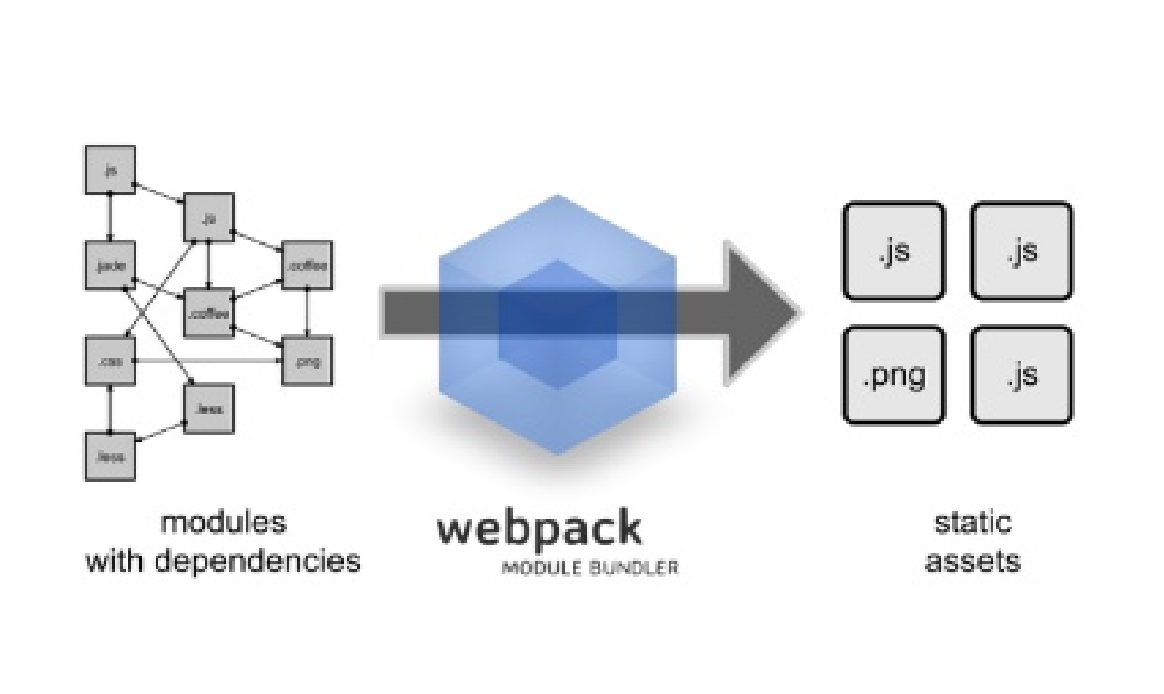 .js
.js
.jade
.coffee
.coffee
.css
.png
.less
.less
modules
with dependencies
webpack
MODULE BUNDLER
.js
.js
.png
.js
static
assets